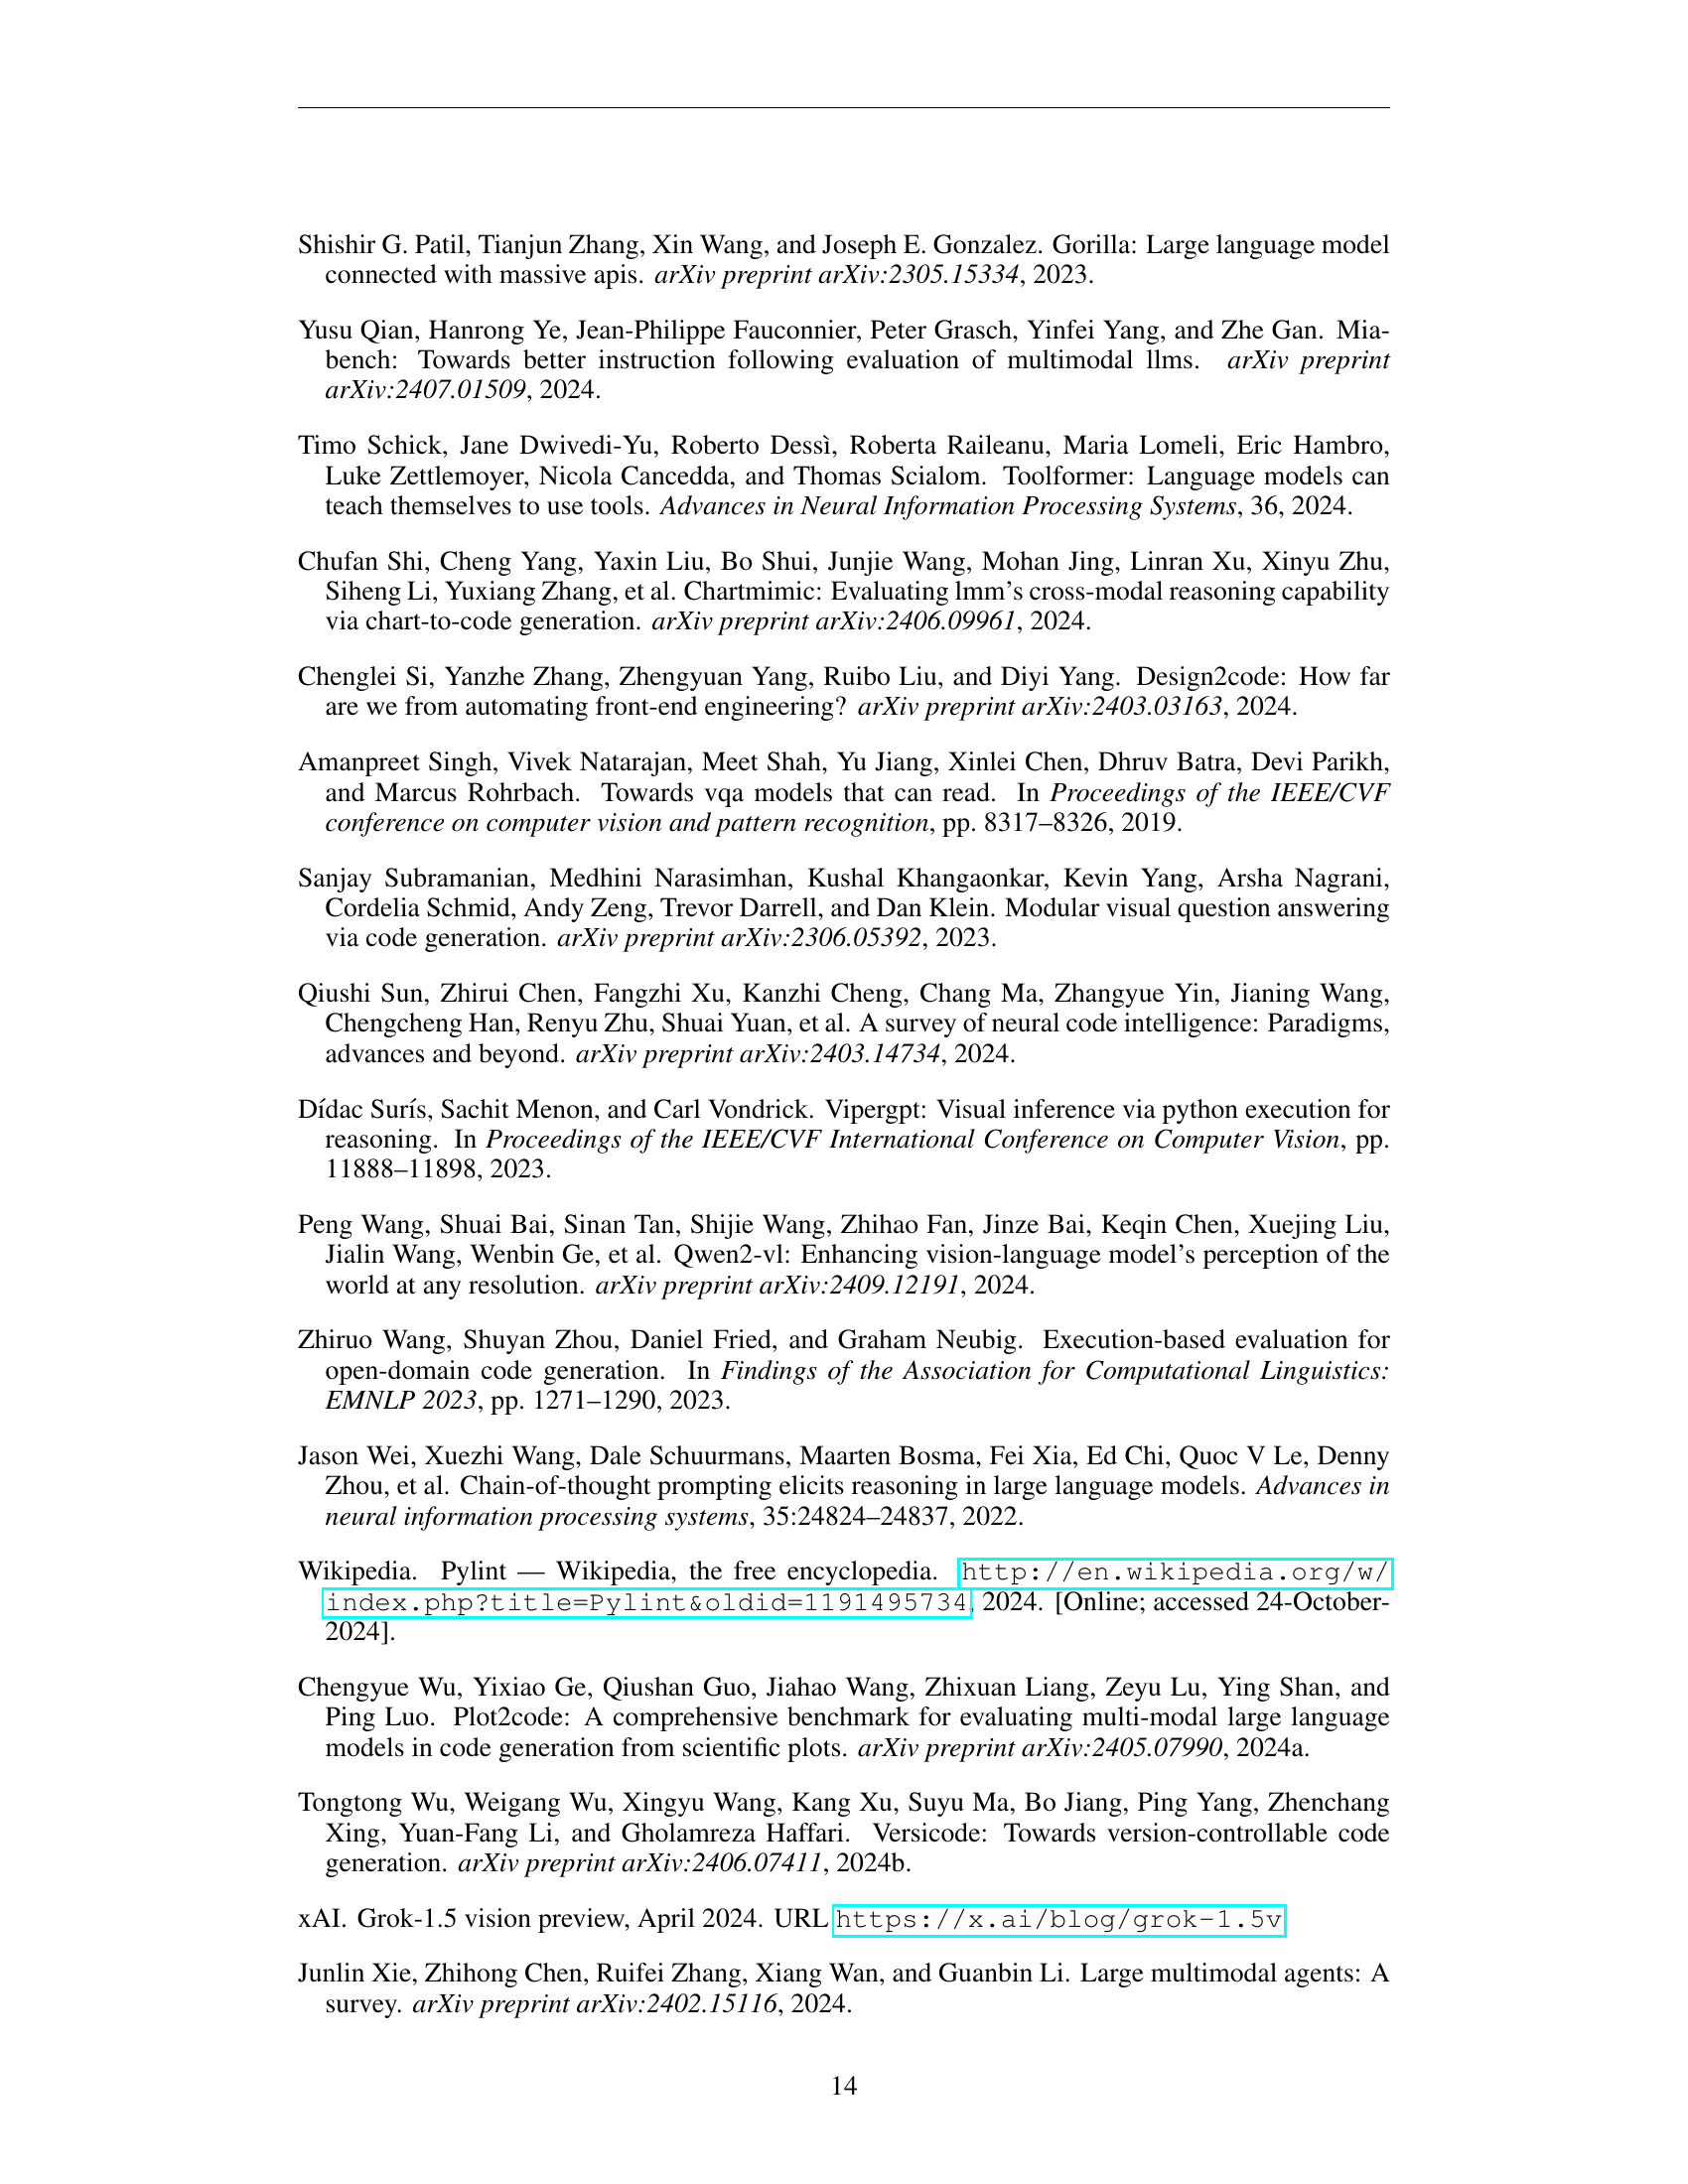 Shishir G. Patil, Tianjun Zhang, Xin Wang, and Joseph E. Gonzalez. Gorilla: Large language model
connected with massive apis. arXiv preprint arXiv:2305.15334, 2023.
Yusu Qian, Hanrong Ye, Jean-Philippe Fauconnier, Peter Grasch, Yinfei Yang, and Zhe Gan. Mia-
bench: Towards better instruction following evaluation of multimodal llms. arXiv preprint
arXiv:2407.01509, 2024.
Timo Schick, Jane Dwivedi-Yu, Roberto Dessì, Roberta Raileanu, Maria Lomeli, Eric Hambro,
Luke Zettlemoyer, Nicola Cancedda, and Thomas Scialom. Toolformer: Language models can
teach themselves to use tools. Advances in Neural Information Processing Systems, 36, 2024.
Chufan Shi, Cheng Yang, Yaxin Liu, Bo Shui, Junjie Wang, Mohan Jing, Linran Xu, Xinyu Zhu,
Siheng Li, Yuxiang Zhang, et al. Chartmimic: Evaluating lmm's cross-modal reasoning capability
via chart-to-code generation. arXiv preprint arXiv:2406.09961, 2024.
Chenglei Si, Yanzhe Zhang, Zhengyuan Yang, Ruibo Liu, and Diyi Yang. Design2code: How far
are we from automating front-end engineering? arXiv preprint arXiv:2403.03163, 2024.
Amanpreet Singh, Vivek Natarajan, Meet Shah, Yu Jiang, Xinlei Chen, Dhruv Batra, Devi Parikh,
and Marcus Rohrbach. Towards vqa models that can read. In Proceedings of the IEEE/CVF
conference on computer vision and pattern recognition, pp. 8317–8326, 2019.
Sanjay Subramanian, Medhini Narasimhan, Kushal Khangaonkar, Kevin Yang, Arsha Nagrani,
Cordelia Schmid, Andy Zeng, Trevor Darrell, and Dan Klein. Modular visual question answering
via code generation. arXiv preprint arXiv:2306.05392, 2023.
Qiushi Sun, Zhirui Chen, Fangzhi Xu, Kanzhi Cheng, Chang Ma, Zhangyue Yin, Jianing Wang,
Chengcheng Han, Renyu Zhu, Shuai Yuan, et al. A survey of neural code intelligence: Paradigms,
advances and beyond. arXiv preprint arXiv:2403.14734, 2024.
Dídac Surís, Sachit Menon, and Carl Vondrick. Vipergpt: Visual inference via python execution for
reasoning. In Proceedings of the IEEE/CVF International Conference on Computer Vision, pp.
11888–11898, 2023.
Peng Wang, Shuai Bai, Sinan Tan, Shijie Wang, Zhihao Fan, Jinze Bai, Keqin Chen, Xuejing Liu,
Jialin Wang, Wenbin Ge, et al. Qwen2-vl: Enhancing vision-language model's perception of the
world at any resolution. arXiv preprint arXiv:2409.12191, 2024.
Zhiruo Wang, Shuyan Zhou, Daniel Fried, and Graham Neubig. Execution-based evaluation for
open-domain code generation. In Findings of the Association for Computational Linguistics:
EMNLP 2023, pp. 1271–1290, 2023.
Jason Wei, Xuezhi Wang, Dale Schuurmans, Maarten Bosma, Fei Xia, Ed Chi, Quoc V Le, Denny
Zhou, et al. Chain-of-thought prompting elicits reasoning in large language models. Advances in
neural information processing systems, 35:24824–24837, 2022.
Wikipedia. Pylint — Wikipedia, the free encyclopedia. http://en.wikipedia.org/w/
index.php?title=Pylint&oldid=1191495734, 2024. [Online; accessed 24-October-
2024].
Chengyue Wu, Yixiao Ge, Qiushan Guo, Jiahao Wang, Zhixuan Liang, Zeyu Lu, Ying Shan, and
Ping Luo. Plot2code: A comprehensive benchmark for evaluating multi-modal large language
models in code generation from scientific plots. arXiv preprint arXiv:2405.07990, 2024a.
Tongtong Wu, Weigang Wu, Xingyu Wang, Kang Xu, Suyu Ma, Bo Jiang, Ping Yang, Zhenchang
Xing, Yuan-Fang Li, and Gholamreza Haffari. Versicode: Towards version-controllable code
generation. arXiv preprint arXiv:2406.07411, 2024b.
xAI. Grok-1.5 vision preview, April 2024. URL https://x.ai/blog/grok-1.5v
Junlin Xie, Zhihong Chen, Ruifei Zhang, Xiang Wan, and Guanbin Li. Large multimodal agents: A
survey. arXiv preprint arXiv:2402.15116, 2024.
14